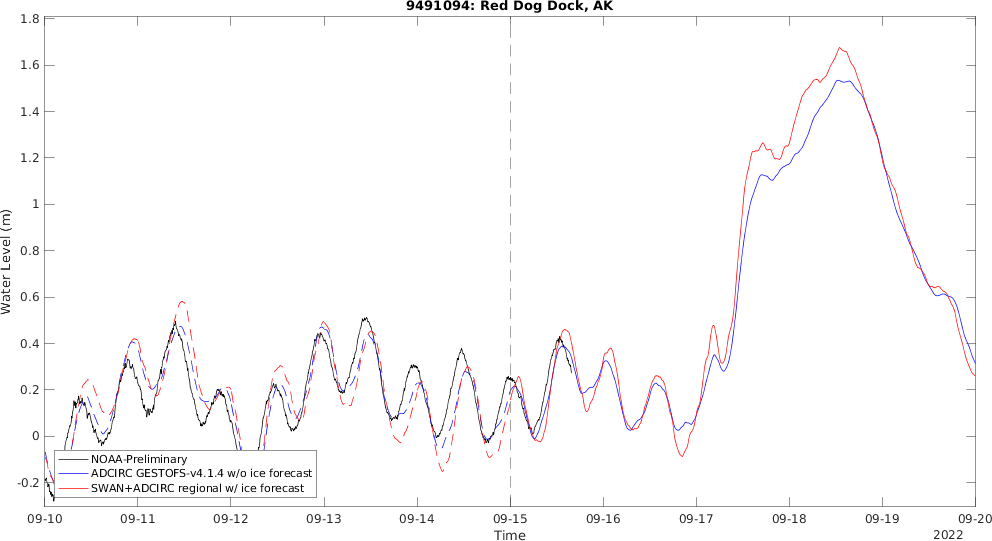 9491094: Red Dog Dock, AK
1.8
1.6
1.4
1.2
1
0.8
0.6
0.4
0.2
0
-0.2
Water Level (m)
NOAA-Preliminary
ADCIRC GESTOFS-v4.1.4 w/o ice forecast
SWAN+ADCIRC regional w/ ice forecast
09-10 09-11 09-12 09-13 09-14 09-15 09-16 09-17 09-18 09-19 09-20
Time
2022